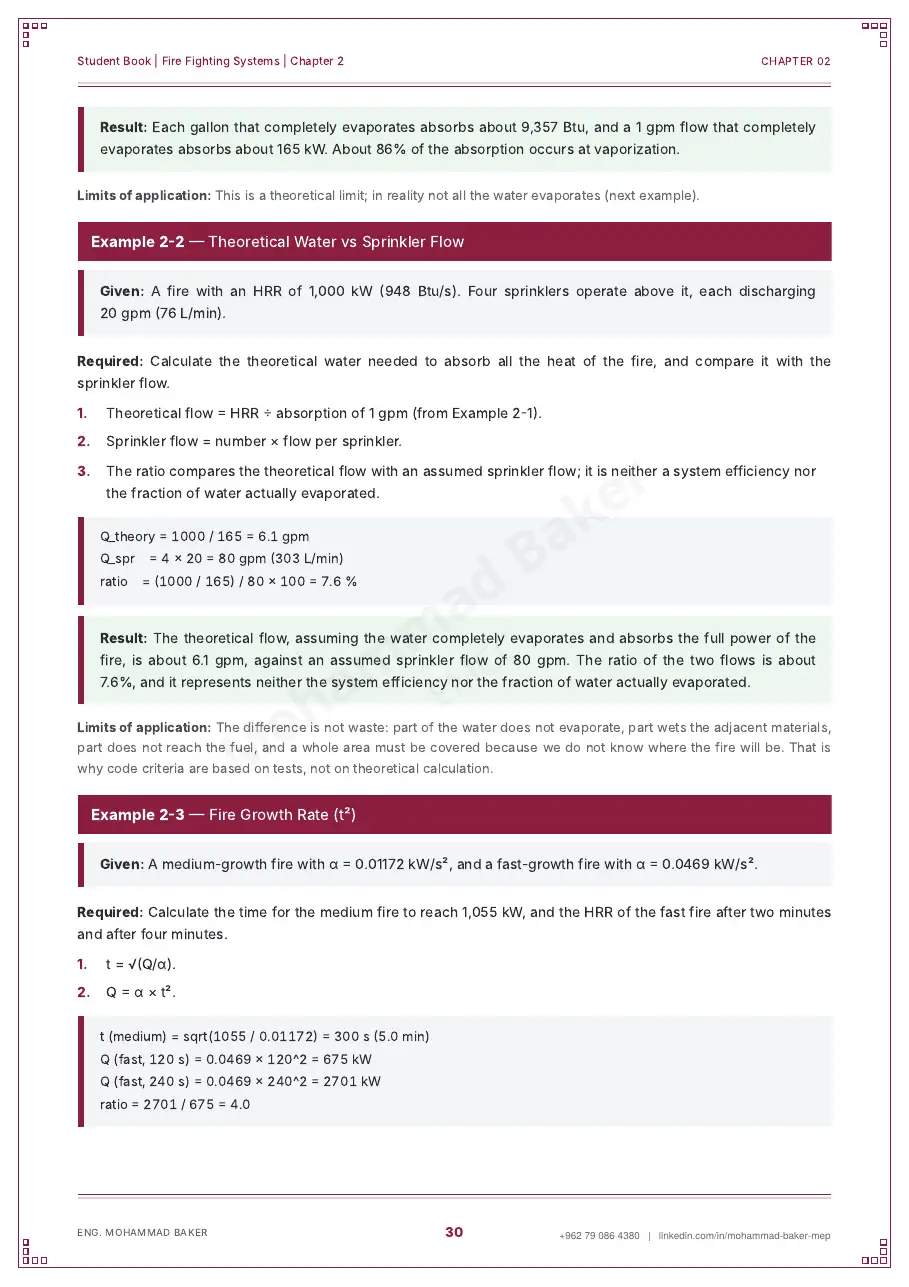 Student Book | Fire Fighting Systems | Chapter 2
CHAPTER 02
Result: Each gallon that completely evaporates absorbs about 9,357 Btu, and a 1 gpm flow that completely
evaporates absorbs about 165 kW. About 86% of the absorption occurs at vaporization.
Limits of application: This is a theoretical limit; in reality not all the water evaporates (next example).
Example 2-2 — Theoretical Water vs Sprinkler Flow
Given: A fire with an HRR of 1,000 kW (948 Btu/s). Four sprinklers operate above it, each discharging
20 gpm (76 L/min).
Required: Calculate the theoretical water needed to absorb all the heat of the fire, and compare it with the
sprinkler flow.
1. Theoretical flow = HRR ÷ absorption of 1 gpm (from Example 2-1).
2. Sprinkler flow = number × flow per sprinkler.
3. The ratio compares the theoretical flow with an assumed sprinkler flow; it is neither a system efficiency nor
the fraction of water actually evaporated.
Q_theory = 1000 / 165 = 6.1 gpm
Q_spr = 4 × 20 = 80 gpm (303 L/min)
ratio = (1000 / 165) / 80 × 100 = 7.6 %
Result: The theoretical flow, assuming the water completely evaporates and absorbs the full power of the
fire, is about 6.1 gpm, against an assumed sprinkler flow of 80 gpm. The ratio of the two flows is about
7.6%, and it represents neither the system efficiency nor the fraction of water actually evaporated.
Limits of application: The difference is not waste: part of the water does not evaporate, part wets the adjacent materials,
part does not reach the fuel, and a whole area must be covered because we do not know where the fire will be. That is
why code criteria are based on tests, not on theoretical calculation.
Example 2-3 — Fire Growth Rate (t²)
Given: A medium-growth fire with α = 0.01172 kW/s², and a fast-growth fire with α = 0.0469 kW/s².
Required: Calculate the time for the medium fire to reach 1,055 kW, and the HRR of the fast fire after two minutes
and after four minutes.
1. t = √(Q/α).
2. Q = α × t².
t (medium) = sqrt(1055 / 0.01172) = 300 s (5.0 min)
Q (fast, 120 s) = 0.0469 × 120^2 = 675 kW
Q (fast, 240 s) = 0.0469 × 240^2 = 2701 kW
ratio = 2701 / 675 = 4.0
Mohammad Baker
ENG. MOHAMMAD BAKER
30
+962 79 086 4380 | linkedin.com/in/mohammad-baker-mep